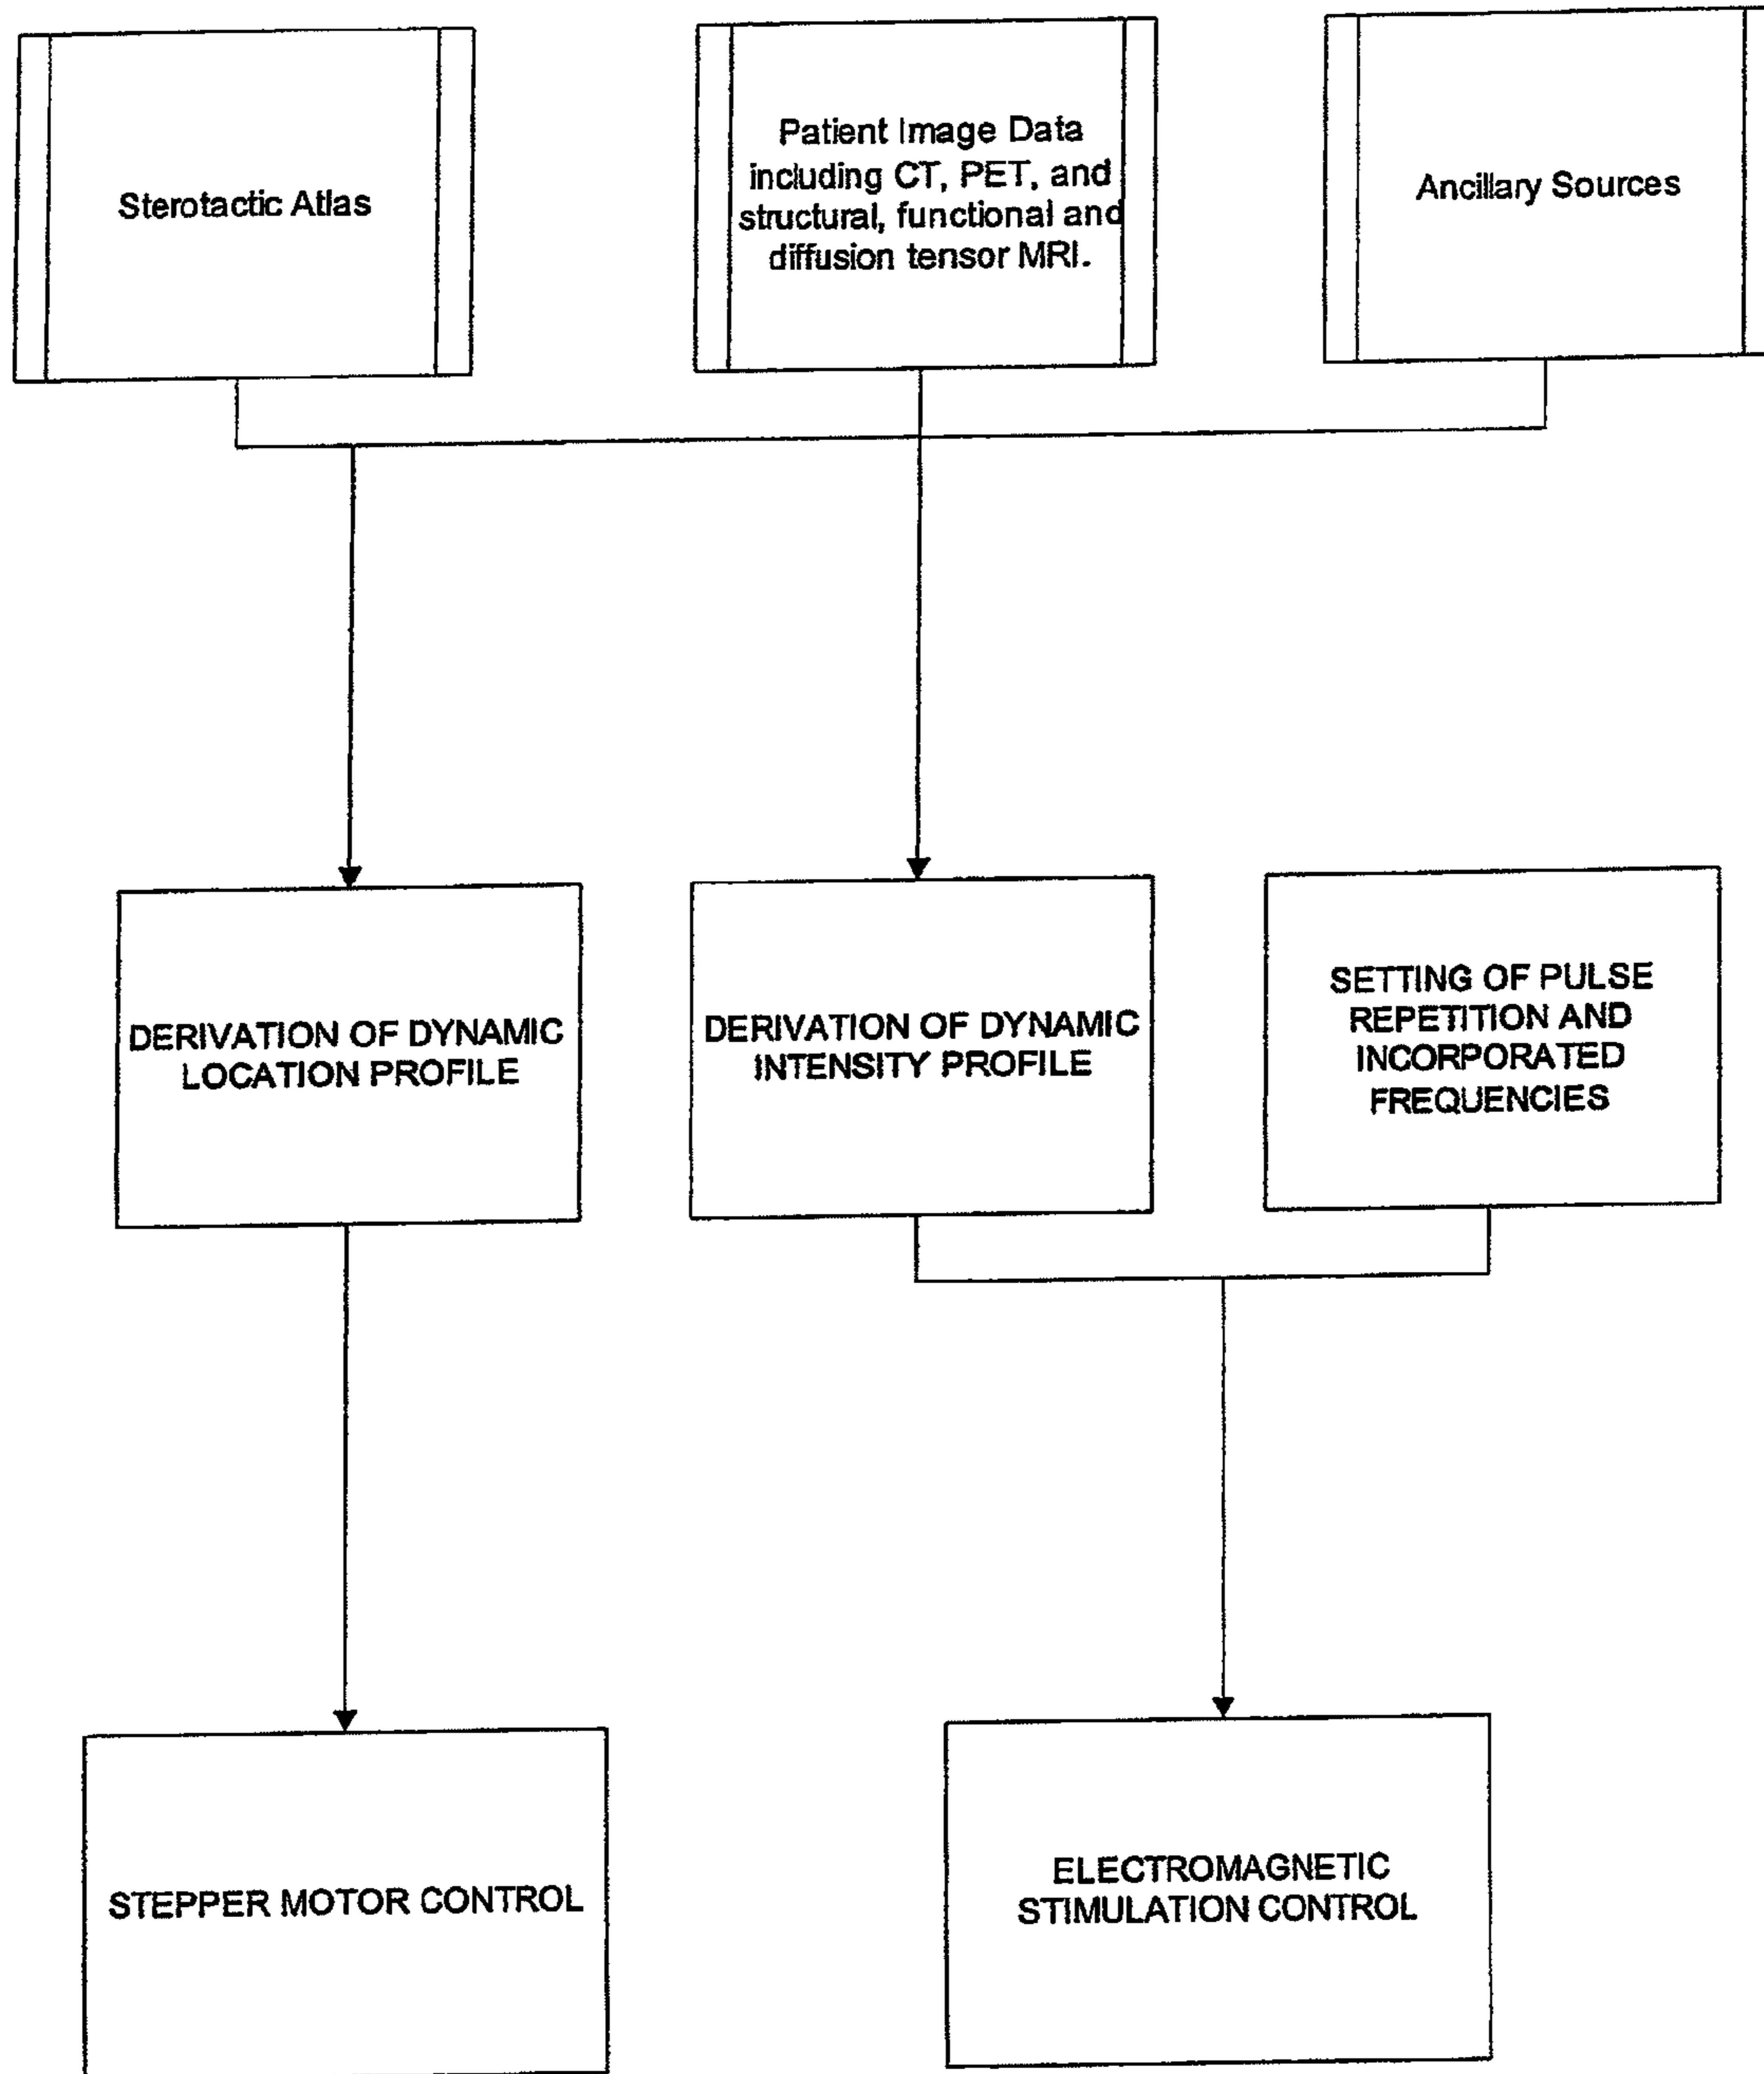 Sterotactic Atlas
Patient Image Data
including CT, PET, and
structural, functional and
diffusion tensor MRI.
Ancillary Sources
DERIVATION OF DYNAMIC
LOCATION PROFILE
DERIVATION OF DYNAMIC
INTENSITY PROFILE
SETTING OF PULSE
REPETITION AND
INCORPORATED
FREQUENCIES
STEPPER MOTOR CONTROL
ELECTROMAGNETIC
STIMULATION CONTROL